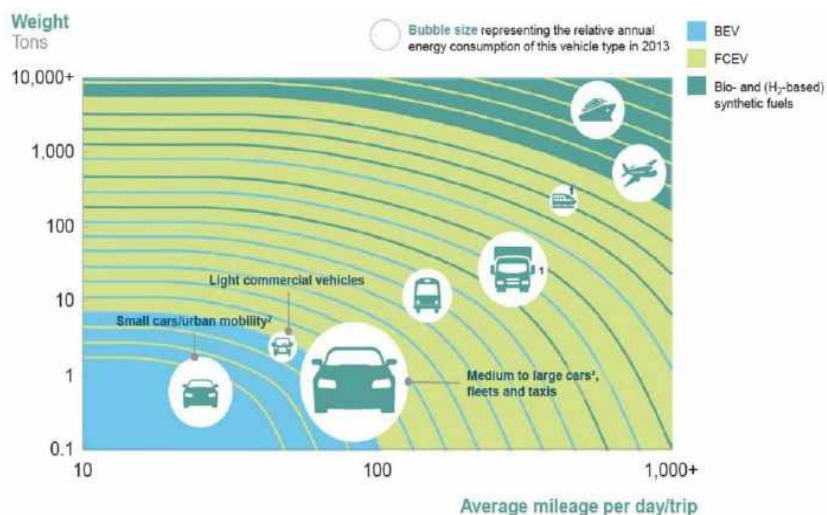 Weight
Tons
Bubble size representing the relative annual
energy consumption of this vehicle type in 2013
BEV
FCEV
Bio- and (H₂-based)
synthetic fuels
10,000+
1,000
100
10
1
0.1
10
100
1,000+
1
1
Light commercial vehicles
Small cars/urban mobility²
Medium to large cars²,
fleets and taxis
Average mileage per day/trip